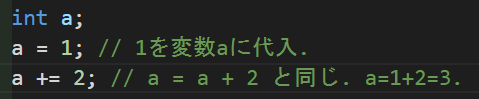 int a;
a = 1; // 1を変数aに代入.
a += 2; // a = a + 2 と同じ. a=1+2=3.